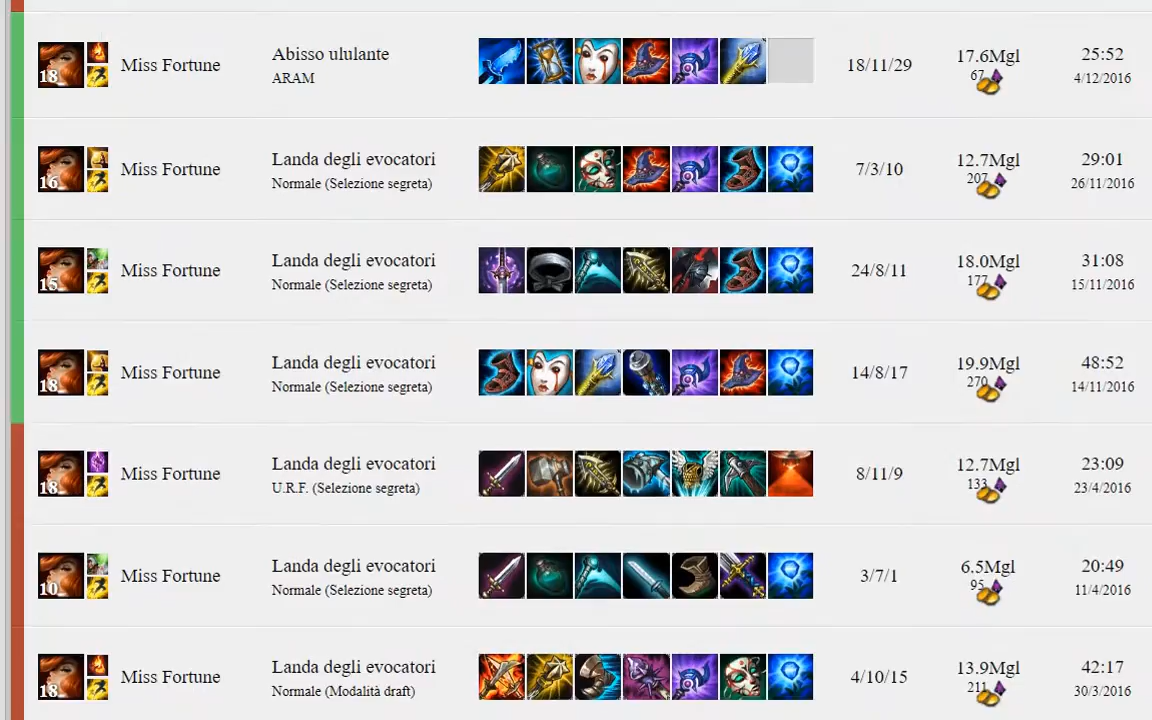 18
Miss Fortune
Abisso ululante
ARAM
18/11/29
17.6Mgl
67
25:52
4/12/2016
16
Miss Fortune
Landa degli evocatori
Normale (Selezione segreta)
7/3/10
12.7Mgl
207
29:01
26/11/2016
15
Miss Fortune
Landa degli evocatori
Normale (Selezione segreta)
24/8/11
18.0Mgl
177
31:08
15/11/2016
18
Miss Fortune
Landa degli evocatori
Normale (Selezione segreta)
14/8/17
19.9Mgl
270
48:52
14/11/2016
18
Miss Fortune
Landa degli evocatori
U.R.F. (Selezione segreta)
8/11/9
12.7Mgl
133
23:09
23/4/2016
10
Miss Fortune
Landa degli evocatori
Normale (Selezione segreta)
3/7/1
6.5Mgl
95
20:49
11/4/2016
18
Miss Fortune
Landa degli evocatori
Normale (Modalità draft)
4/10/15
13.9Mgl
211
42:17
30/3/2016